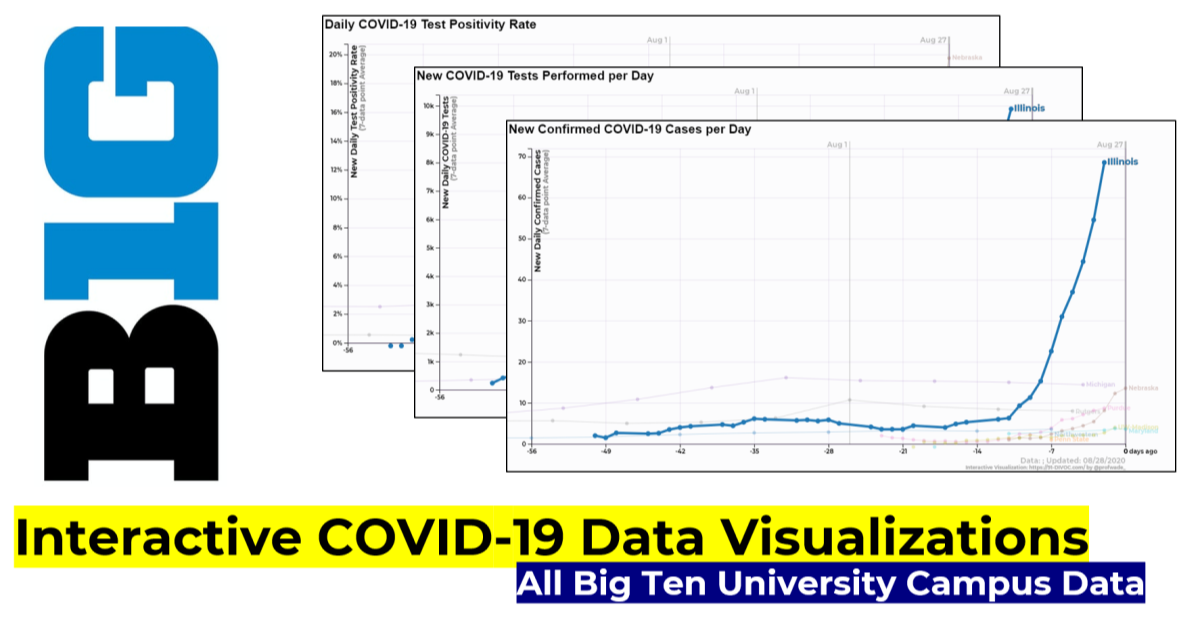 B1G
Daily COVID-19 Test Positivity Rate
Aug 1
Aug 27
Nebraska
New Daily Test Positivity Rate
(7-data point Average)
20%
18%
16%
14%
12%
10%
8%
6%
4%
2%
0%
-56
New COVID-19 Tests Performed per Day
Aug 1
Aug 27
Illinois
New Daily COVID-19 Tests
(7-data point Average)
10k
9k
8k
7k
6k
5k
4k
3k
2k
1k
0
-56
New Confirmed COVID-19 Cases per Day
Aug 1
Aug 27
Illinois
New Daily Confirmed Cases
(7-data point Average)
70
60
50
40
30
20
10
0
Michigan
Nebraska
Purdue
Maryland
-56 -49 -42 -35 -28 -21 -14 -7 0 days ago
Data: : Updated: 08/28/2020
Interactive Visualization: https://91-DIVOC.com/ by @profwade_
Interactive COVID-19 Data Visualizations
All Big Ten University Campus Data